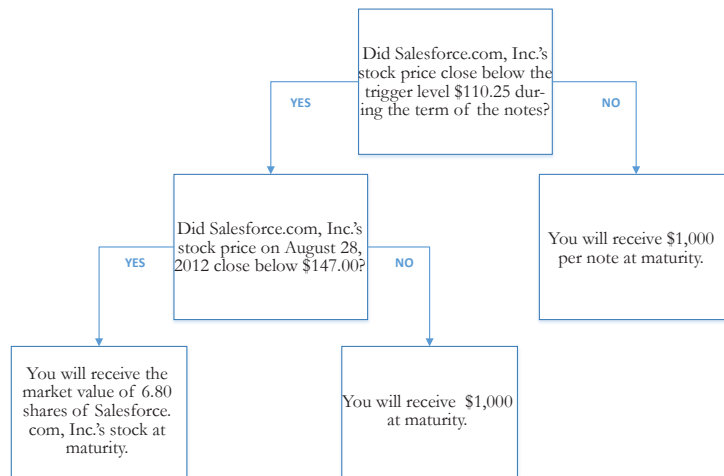 Did Salesforce.com, Inc.'s
stock price close below the
trigger level $110.25 dur-
ing the term of the notes?
YES
NO
Did Salesforce.com, Inc.'s
stock price on August 28,
2012 close below $147.00?
You will receive $1,000
per note at maturity.
YES
NO
You will receive the
market value of 6.80
shares of Salesforce.
com, Inc.'s stock at
maturity.
You will receive $1,000
at maturity.